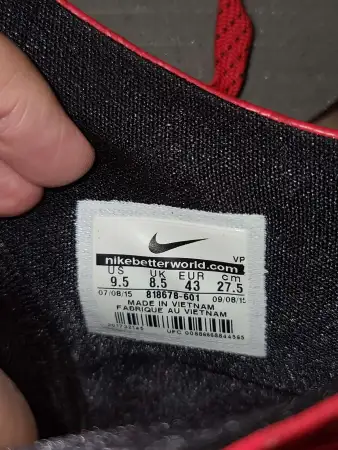 VP
nikebetterworld.com
US UK EUR cm
9.5 8.5 43 27.5
07/08/15 818678-601 09/08/15
MADE IN VIETNAM
FABRIQUE AU VIETNAM
UPC